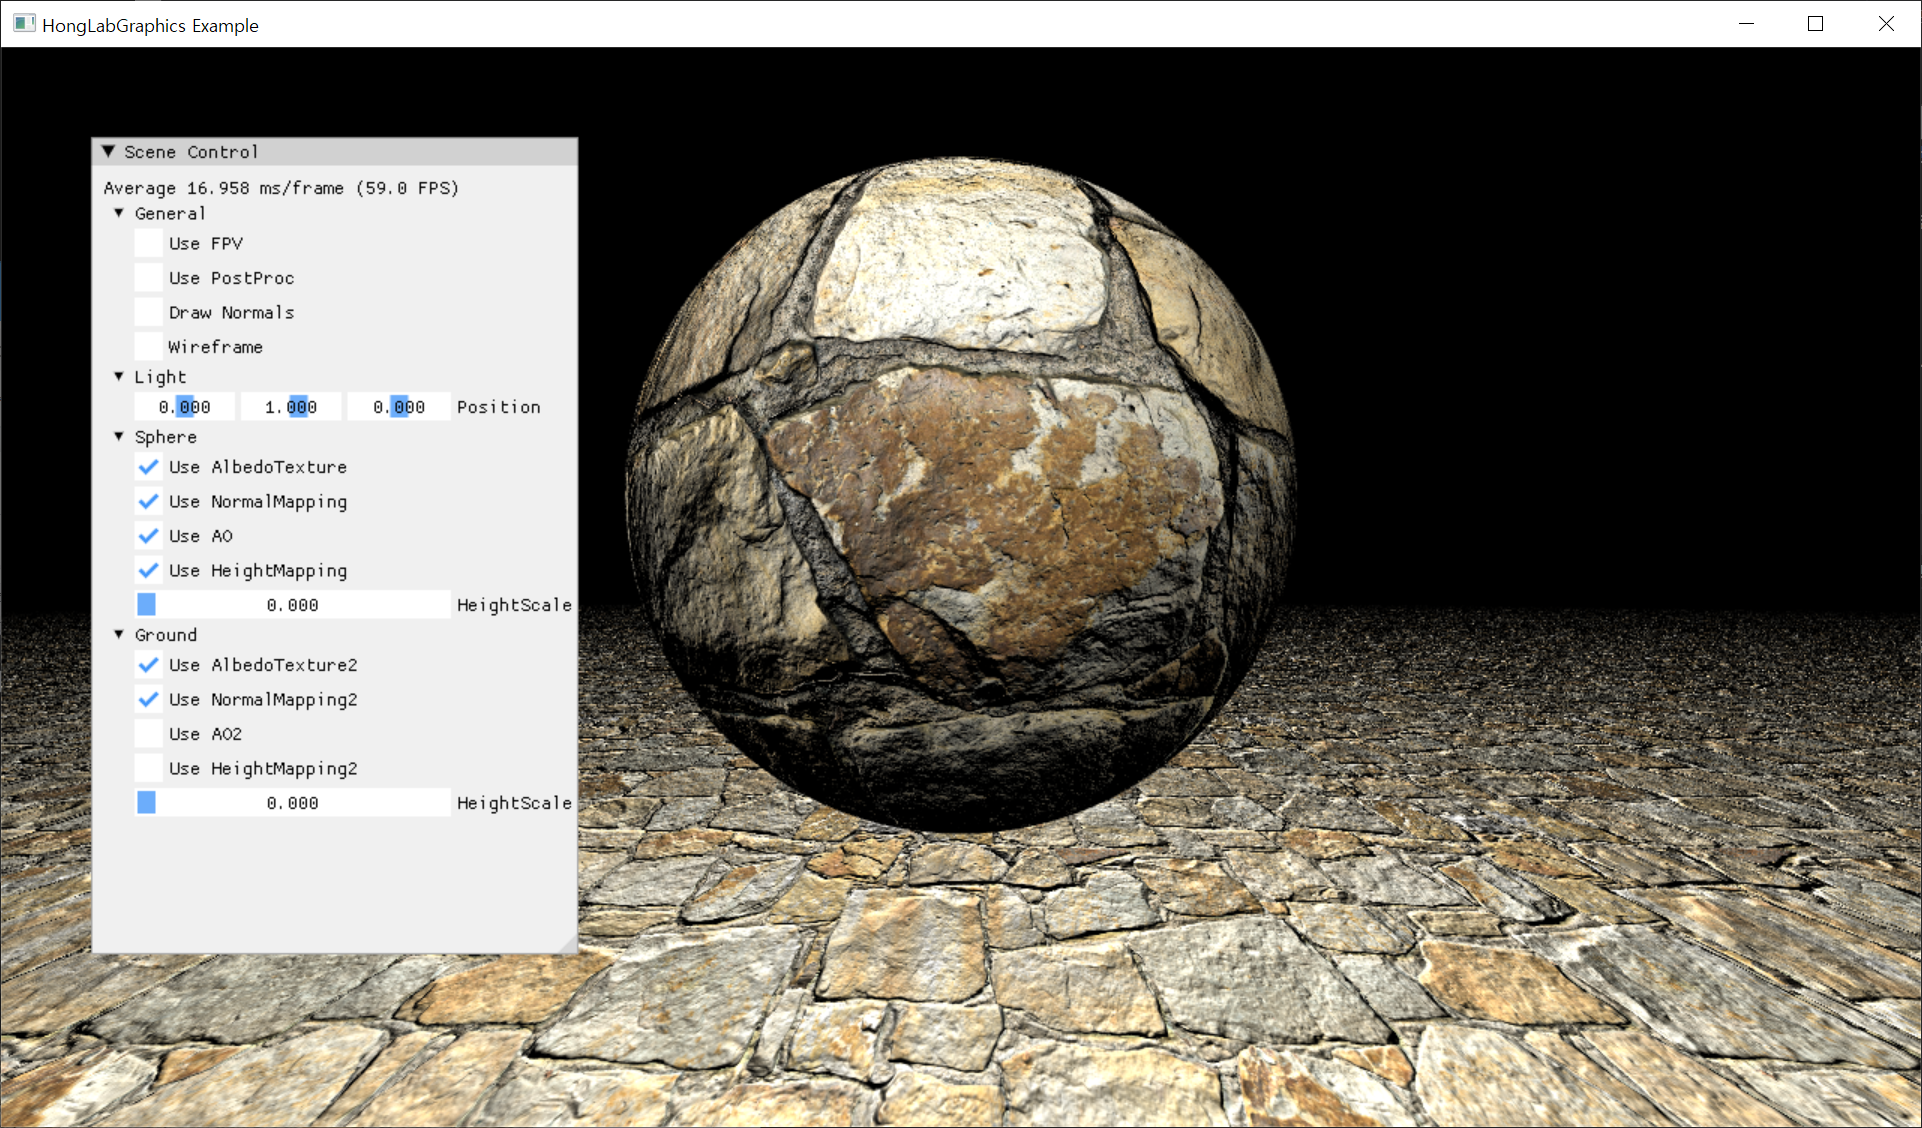 HongLabGraphics Example
Scene Control
Average 16.958 ms/frame (59.0 FPS)
General
Use FPV
Use PostProc
Draw Normals
Wireframe
Light
0.000 1.000 0.000 Position
Sphere
Use AlbedoTexture
Use NormalMapping
Use AO
Use HeightMapping
0.000 HeightScale
Ground
Use AlbedoTexture2
Use NormalMapping2
Use AO2
Use HeightMapping2
0.000 HeightScale